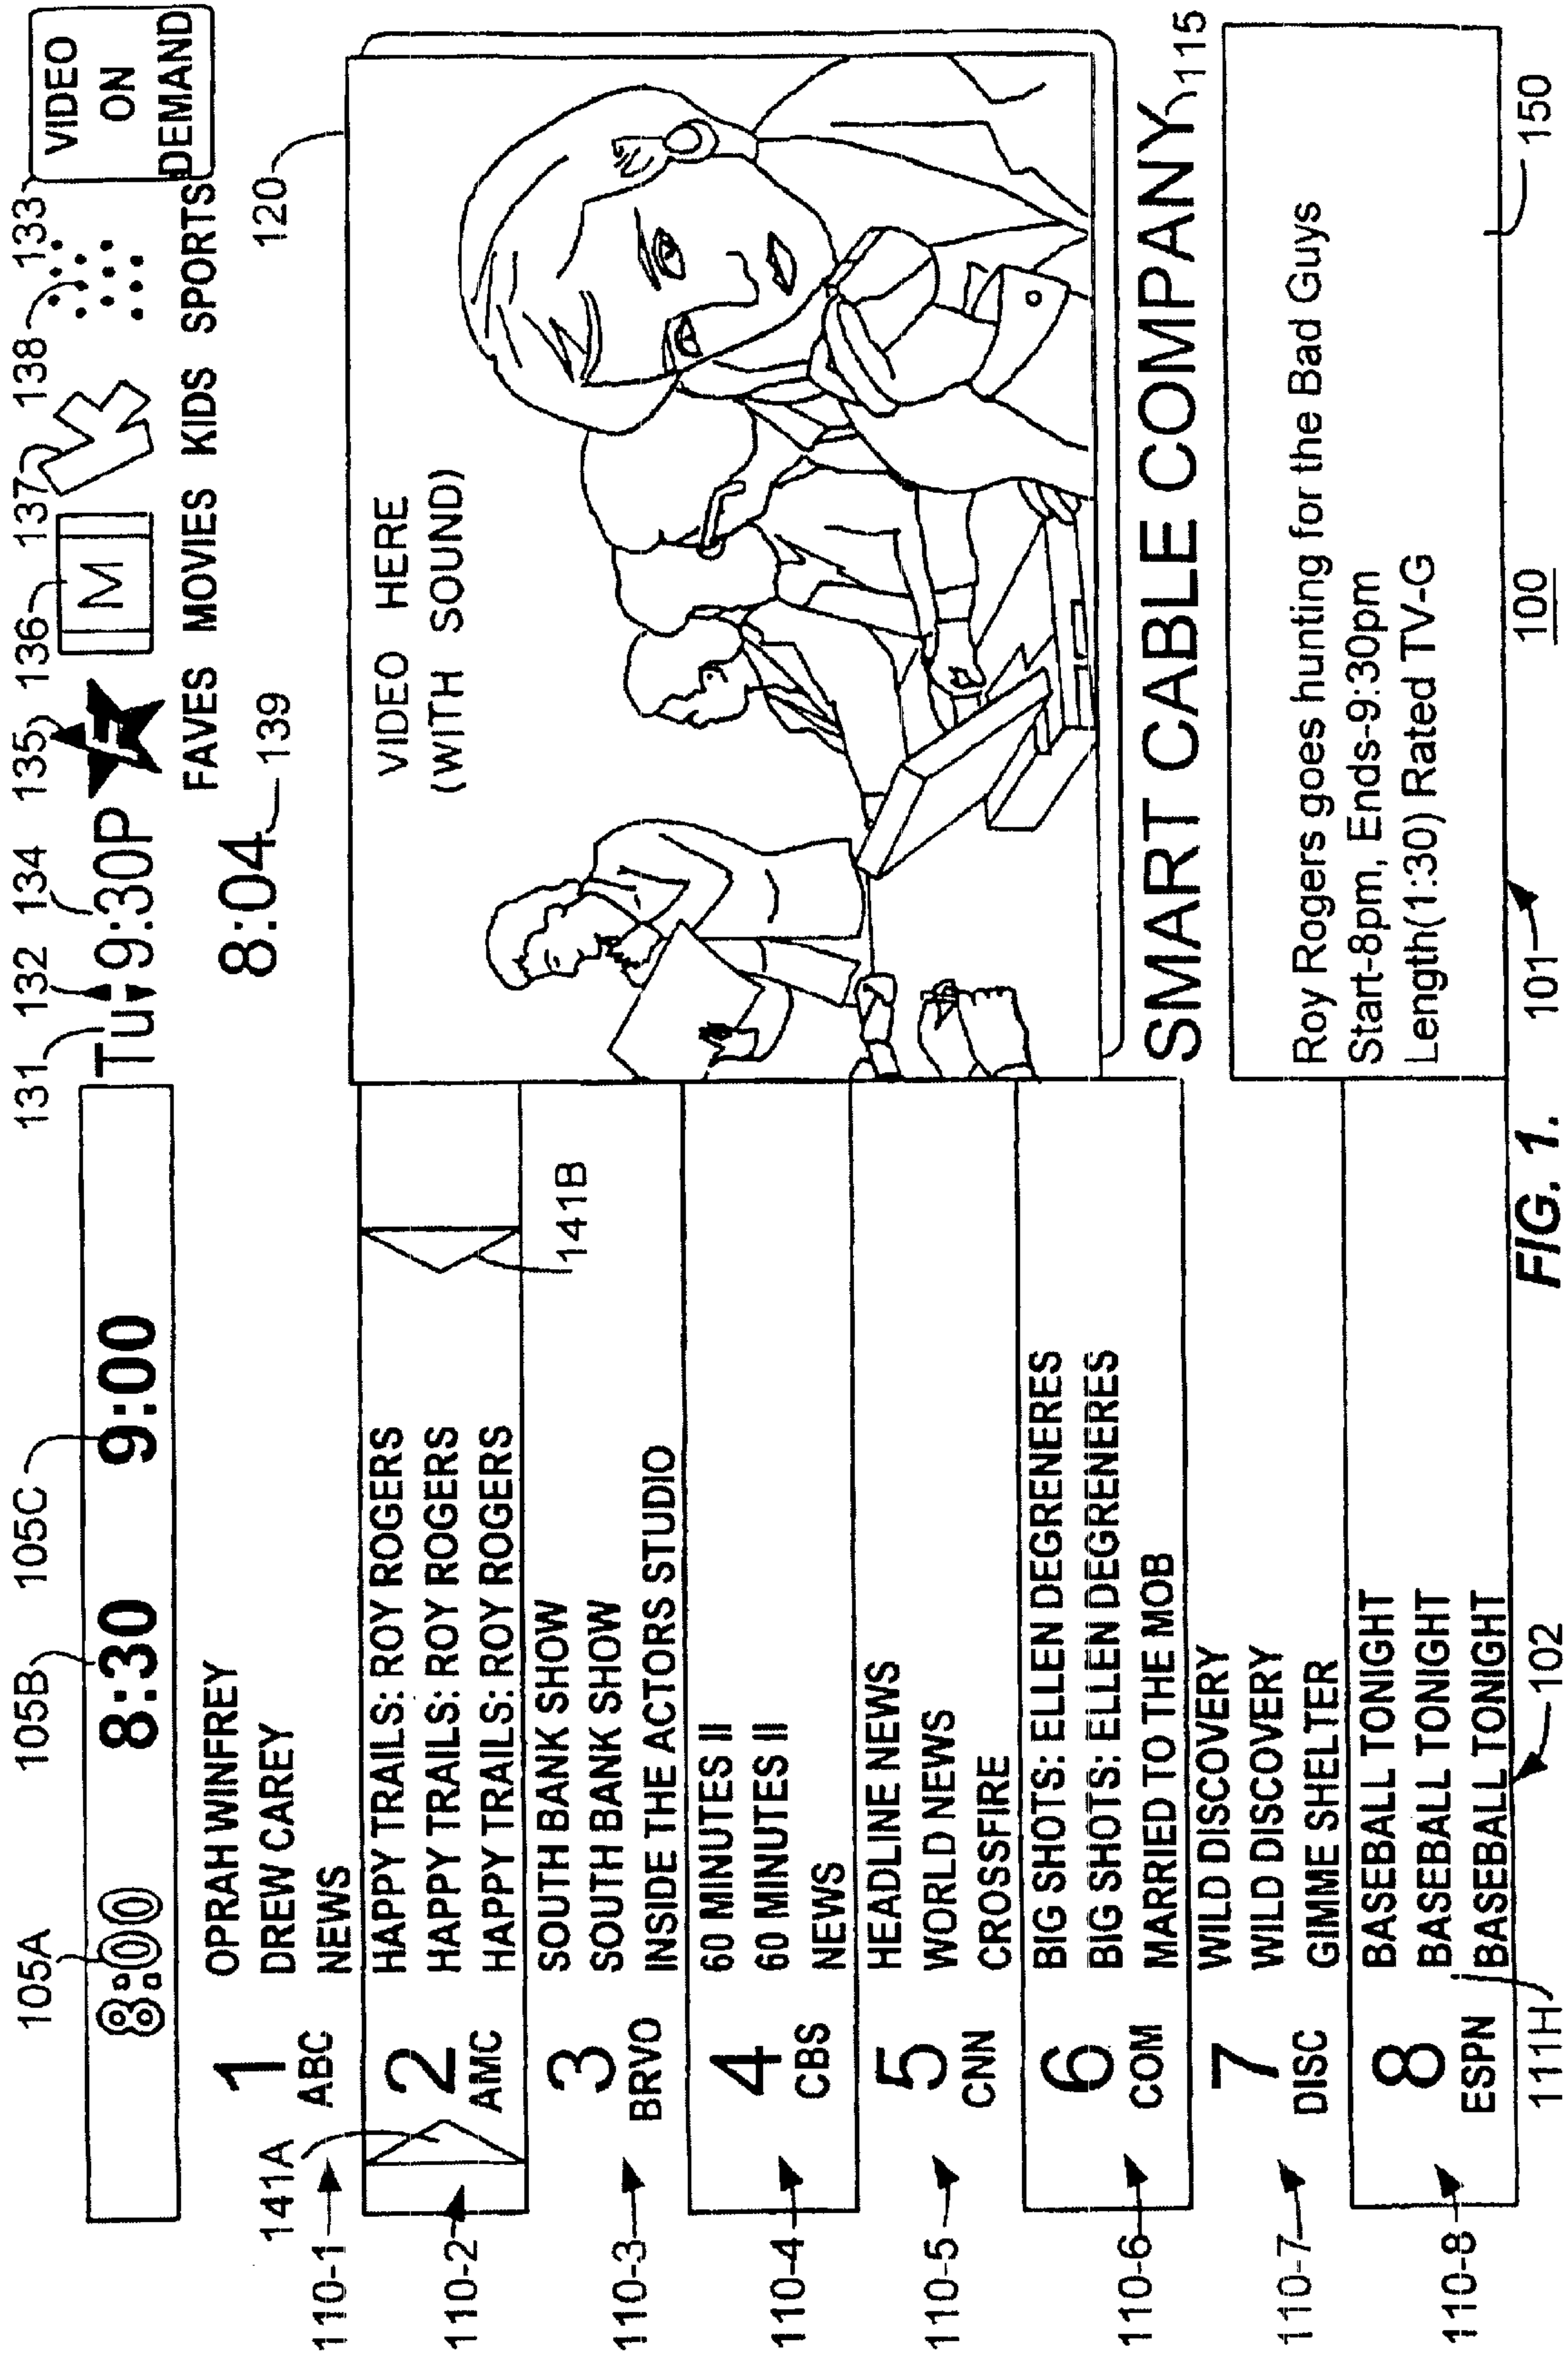 105A
105B
105C
131
132
134
135
136
137
138
133
8:00
8:30
9:00
Tu
9:30P
F
M
K
VIDEO
ON
DEMAND
FAVES
MOVIES
KIDS
SPORTS
8:04
139
120
141A
141B
110-1
1
ABC
OPRAH WINFREY
DREW CAREY
NEWS
110-2
2
AMC
HAPPY TRAILS: ROY ROGERS
HAPPY TRAILS: ROY ROGERS
HAPPY TRAILS: ROY ROGERS
110-3
3
BRVO
SOUTH BANK SHOW
SOUTH BANK SHOW
INSIDE THE ACTORS STUDIO
110-4
4
CBS
60 MINUTES II
60 MINUTES II
NEWS
110-5
5
CNN
HEADLINE NEWS
WORLD NEWS
CROSSFIRE
110-6
6
COM
BIG SHOTS: ELLEN DEGRENERES
BIG SHOTS: ELLEN DEGRENERES
MARRIED TO THE MOB
110-7
7
DISC
WILD DISCOVERY
WILD DISCOVERY
GIMME SHELTER
110-8
8
ESPN
BASEBALL TONIGHT
BASEBALL TONIGHT
BASEBALL TONIGHT
111H
102
VIDEO HERE
(WITH SOUND)
SMART CABLE COMPANY
115
Roy Rogers goes hunting for the Bad Guys
Start-8pm, Ends-9:30pm
Length(1:30) Rated TV-G
150
101
100
FIG. 1.